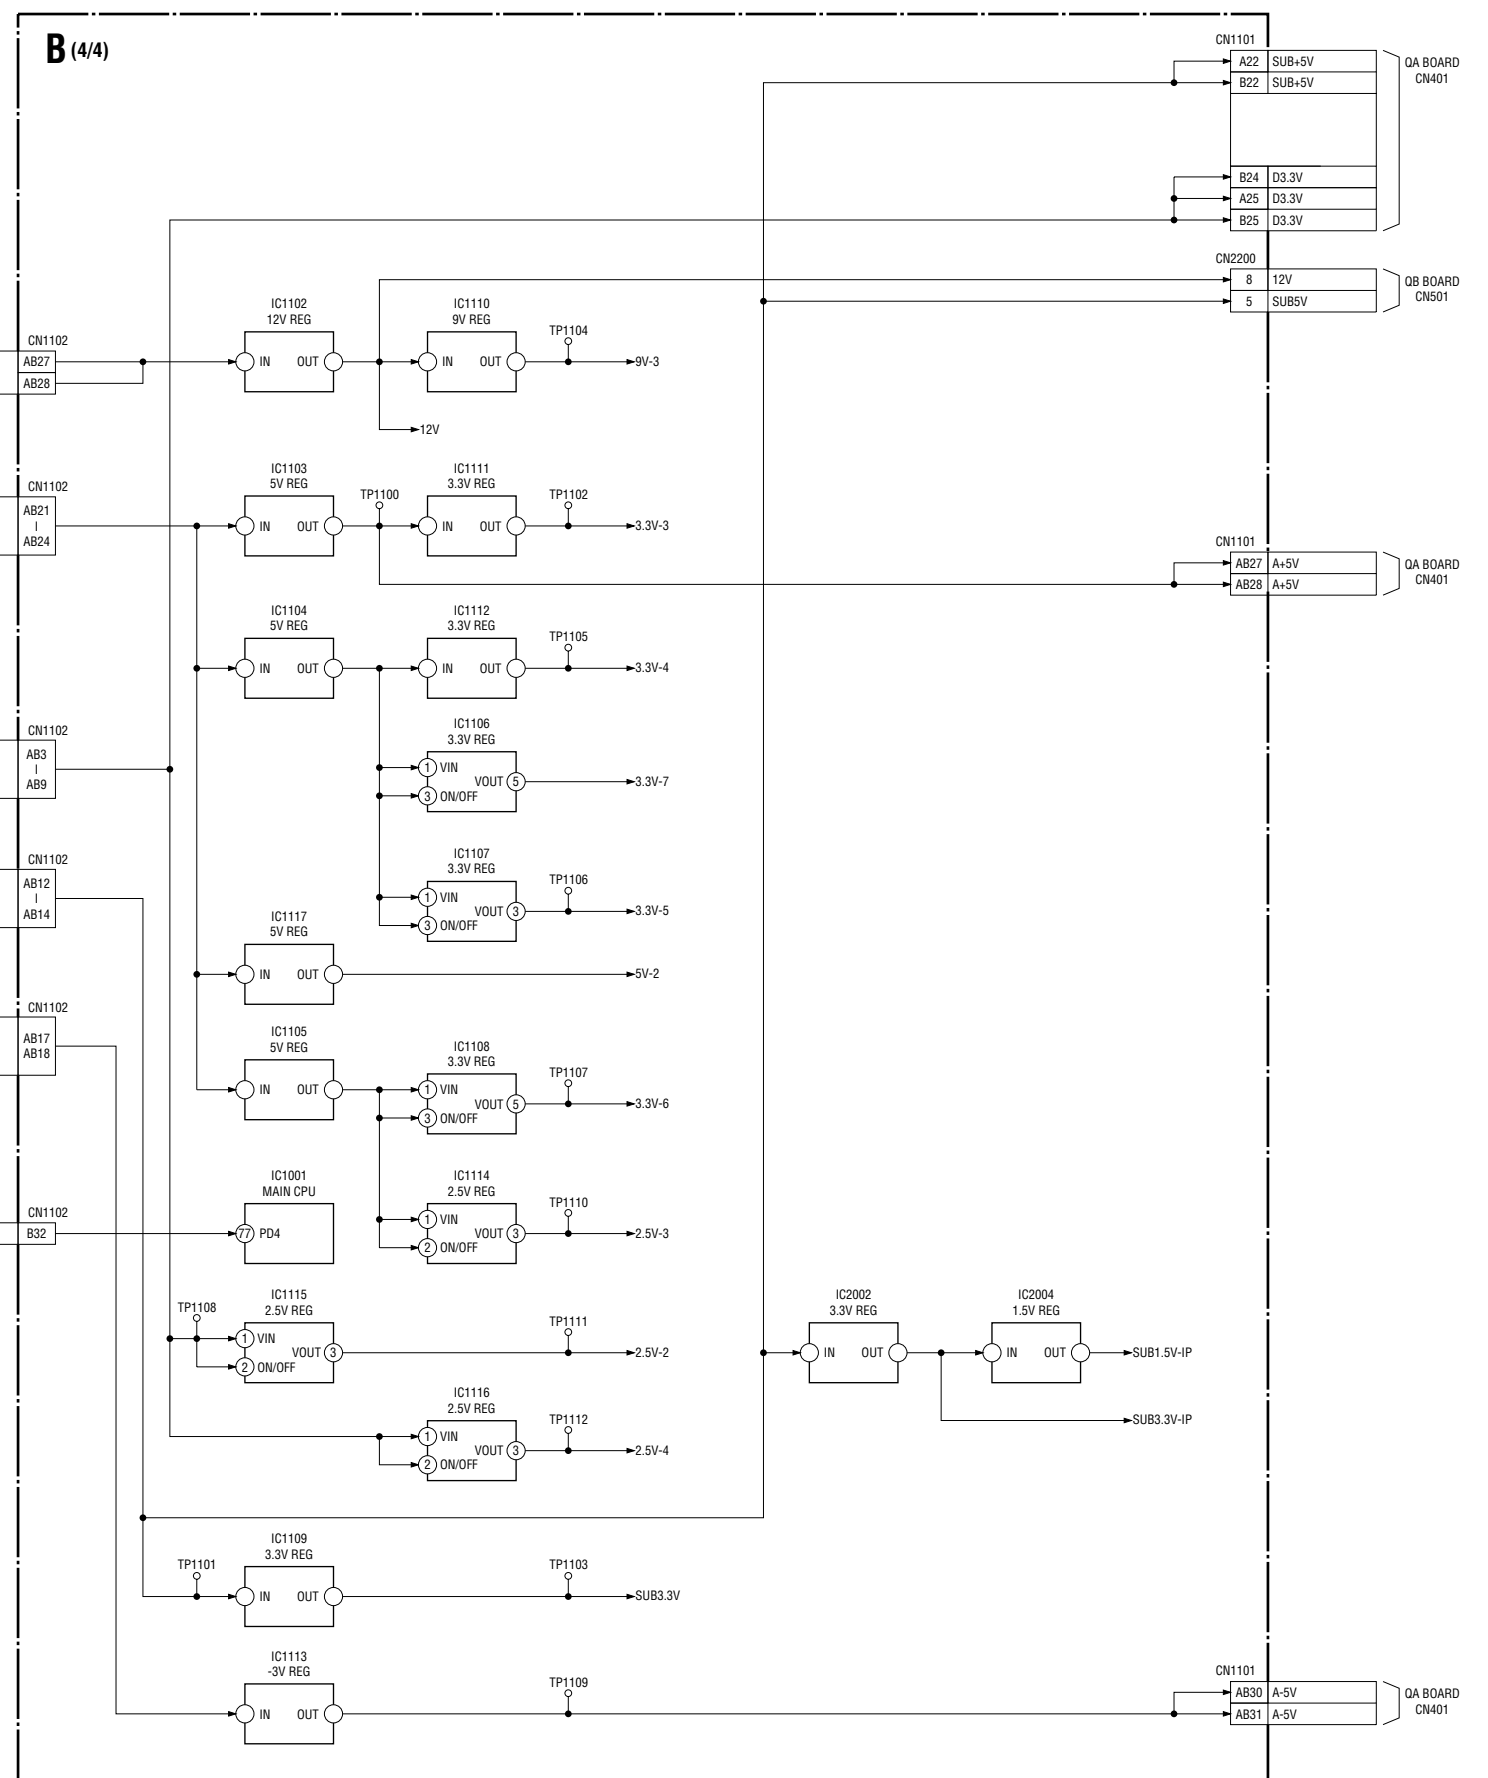 B (4/4)
CN1101
A22 SUB+5V
B22 SUB+5V
QA BOARD
CN401
B24 D3.3V
A25 D3.3V
B25 D3.3V
CN2200
8 12V
5 SUB5V
QB BOARD
CN501
CN1102
AB27
AB28
IC1102
12V REG
IN OUT
IC1110
9V REG
IN OUT
TP1104
9V-3
12V
CN1102
AB21
AB24
IC1103
5V REG
IN OUT
TP1100
IC1111
3.3V REG
IN OUT
TP1102
3.3V-3
CN1101
AB27 A+5V
AB28 A+5V
QA BOARD
CN401
IC1104
5V REG
IN OUT
IC1112
3.3V REG
IN OUT
TP1105
3.3V-4
CN1102
AB3
AB9
IC1106
3.3V REG
1 VIN
VOUT 5
3 ON/OFF
3.3V-7
CN1102
AB12
AB14
IC1107
3.3V REG
1 VIN
VOUT 3
3 ON/OFF
TP1106
3.3V-5
IC1117
5V REG
IN OUT
5V-2
CN1102
AB17
AB18
IC1105
5V REG
IN OUT
IC1108
3.3V REG
1 VIN
VOUT 5
3 ON/OFF
TP1107
3.3V-6
CN1102
B32
IC1001
MAIN CPU
77 PD4
IC1114
2.5V REG
1 VIN
VOUT 3
2 ON/OFF
TP1110
2.5V-3
TP1108
IC1115
2.5V REG
1 VIN
VOUT 3
2 ON/OFF
TP1111
2.5V-2
IC2002
3.3V REG
IN OUT
IC2004
1.5V REG
IN OUT
SUB1.5V-IP
SUB3.3V-IP
IC1116
2.5V REG
1 VIN
VOUT 3
2 ON/OFF
TP1112
2.5V-4
TP1101
IC1109
3.3V REG
IN OUT
TP1103
SUB3.3V
IC1113
-3V REG
IN OUT
TP1109
CN1101
AB30 A-5V
AB31 A-5V
QA BOARD
CN401